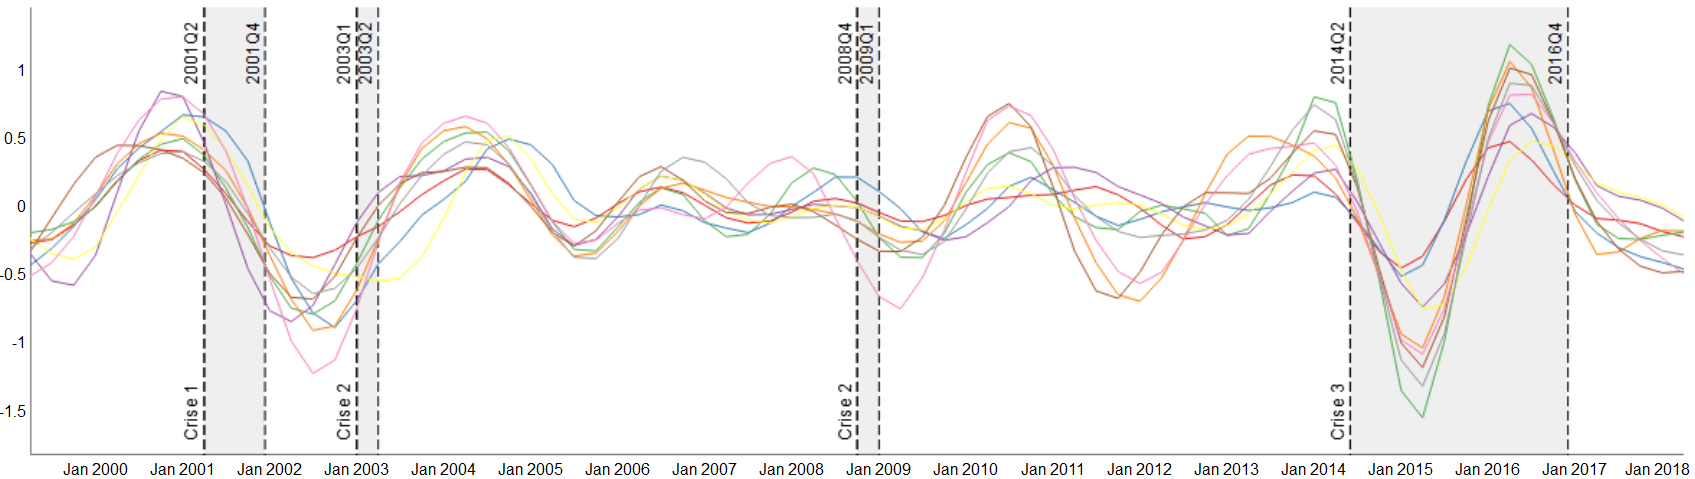 2001Q2
2001Q4
2003Q1
2003Q2
2008Q4
2009Q1
2014Q2
2016Q4
1
0.5
0
-0.5
-1
-1.5
Crise 1
Crise 2
Crise 2
Crise 3
Jan 2000
Jan 2001
Jan 2002
Jan 2003
Jan 2004
Jan 2005
Jan 2006
Jan 2007
Jan 2008
Jan 2009
Jan 2010
Jan 2011
Jan 2012
Jan 2013
Jan 2014
Jan 2015
Jan 2016
Jan 2017
Jan 2018